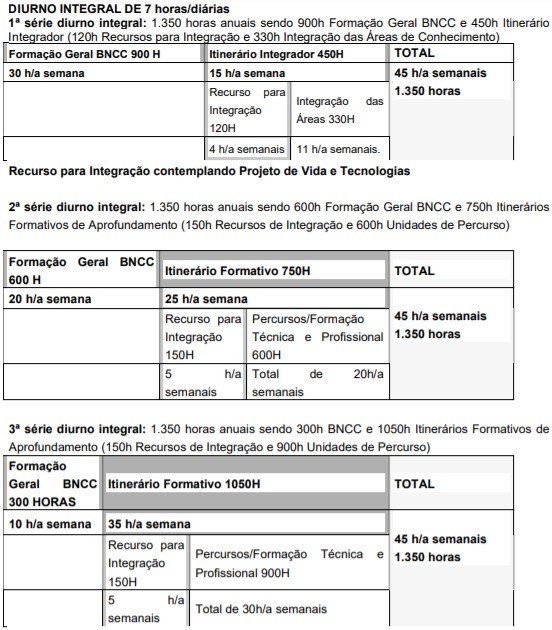 DIURNO INTEGRAL DE 7 horas/diárias
1ª série diurno integral: 1.350 horas anuais sendo 900h Formação Geral BNCC e 450h Itinerário
Integrador (120h Recursos para Integração e 330h Integração das Áreas de Conhecimento)
Formação Geral BNCC 900 H
Itinerário Integrador 450H
TOTAL
30 h/a semana
15 h/a semana
45 h/a semanais
1.350 horas
Recurso para
Integração
120H
Integração das
Áreas 330H
4 h/a semanais
11 h/a semanais.
Recurso para Integração contemplando Projeto de Vida e Tecnologias
2ª série diurno integral: 1.350 horas anuais sendo 600h Formação Geral BNCC e 750h Itinerários
Formativos de Aprofundamento (150h Recursos de Integração e 600h Unidades de Percurso)
Formação Geral BNCC
600 H
Itinerário Formativo 750H
TOTAL
20 h/a semana
25 h/a semana
45 h/a semanais
1.350 horas
Recurso para
Integração
150H
Percursos/Formação
Técnica e Profissional
600H
5 h/a
semanais
Total de 20h/a
semanais
3ª série diurno integral: 1.350 horas anuais sendo 300h BNCC e 1050h Itinerários Formativos de
Aprofundamento (150h Recursos de Integração e 900h Unidades de Percurso)
Formação
Geral BNCC
300 HORAS
Itinerário Formativo 1050H
TOTAL
10 h/a semana
35 h/a semana
45 h/a semanais
1.350 horas
Recurso para
Integração
150H
Percursos/Formação Técnica e
Profissional 900H
5 h/a
semanais
Total de 30h/a semanais